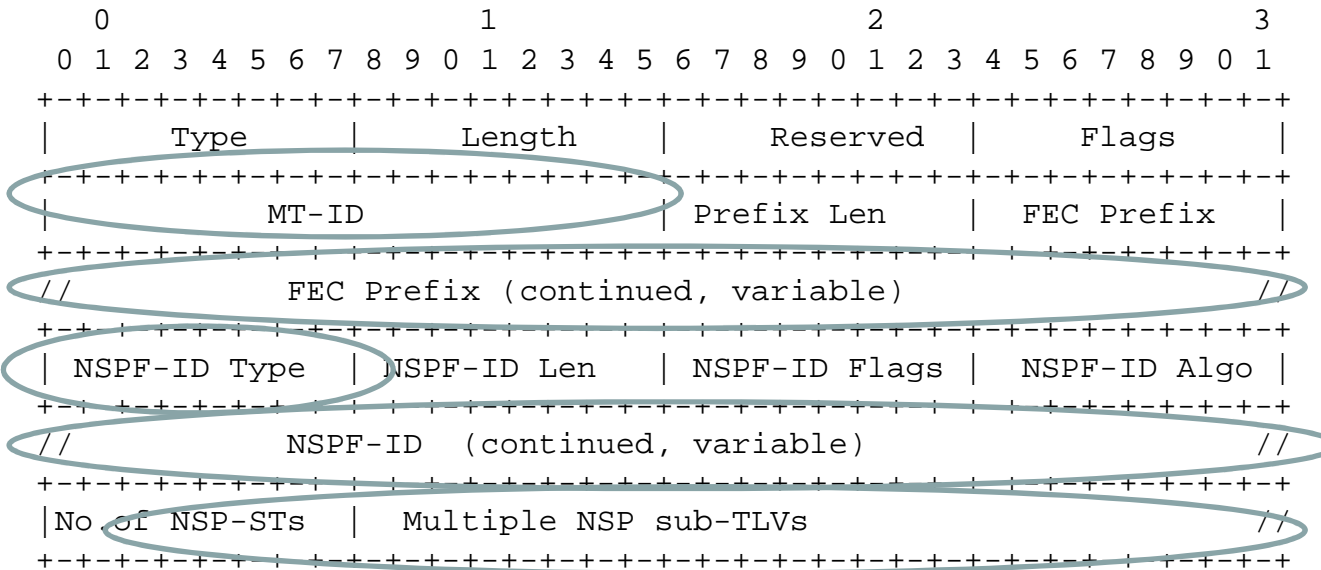 0 1 2 3
0 1 2 3 4 5 6 7 8 9 0 1 2 3 4 5 6 7 8 9 0 1 2 3 4 5 6 7 8 9 0 1
+-+-+-+-+-+-+-+-+-+-+-+-+-+-+-+-+-+-+-+-+-+-+-+-+-+-+-+-+-+-+-+-+
| Type | Length | Reserved | Flags |
+-+-+-+-+-+-+-+-+-+-+-+-+-+-+-+-+-+-+-+-+-+-+-+-+-+-+-+-+-+-+-+-+
| MT-ID | Prefix Len | FEC Prefix |
+-+-+-+-+-+-+-+-+-+-+-+-+-+-+-+-+-+-+-+-+-+-+-+-+-+-+-+-+-+-+-+-+
// FEC Prefix (continued, variable) //
+-+-+-+-+-+-+-+-+-+-+-+-+-+-+-+-+-+-+-+-+-+-+-+-+-+-+-+-+-+-+-+-+
| NSPF-ID Type | NSPF-ID Len | NSPF-ID Flags | NSPF-ID Algo |
+-+-+-+-+-+-+-+-+-+-+-+-+-+-+-+-+-+-+-+-+-+-+-+-+-+-+-+-+-+-+-+-+
// NSPF-ID (continued, variable) //
+-+-+-+-+-+-+-+-+-+-+-+-+-+-+-+-+-+-+-+-+-+-+-+-+-+-+-+-+-+-+-+-+
|No.of NSP-STs | Multiple NSP sub-TLVs //
+-+-+-+-+-+-+-+-+-+-+-+-+-+-+-+-+-+-+-+-+-+-+-+-+-+-+-+-+-+-+-+-+